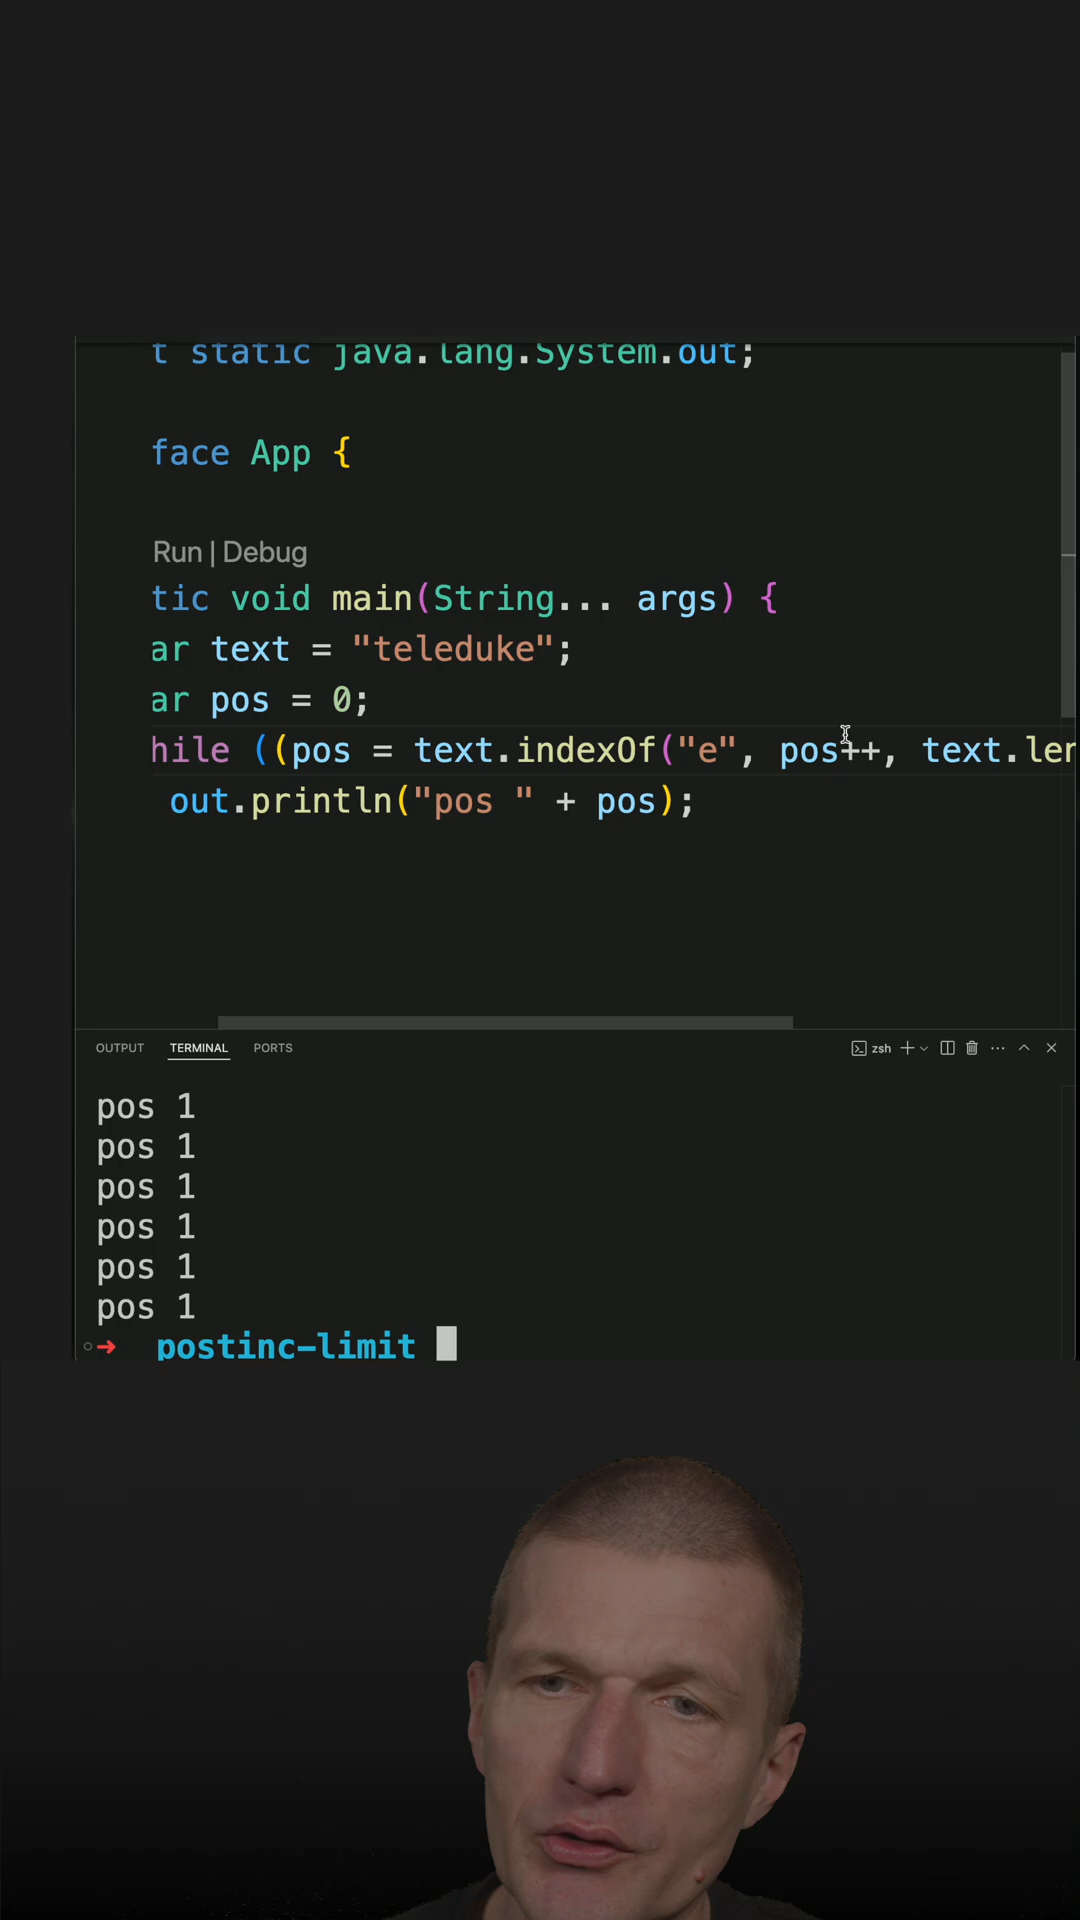 t static java.lang.System.out;
face App {
Run | Debug
tic void main(String... args) {
ar text = "teleduke";
ar pos = 0;
hile ((pos = text.indexOf("e", pos++, text.len
out.println("pos " + pos);
OUTPUT TERMINAL PORTS zsh
pos 1
pos 1
pos 1
pos 1
pos 1
pos 1
postinc-limit